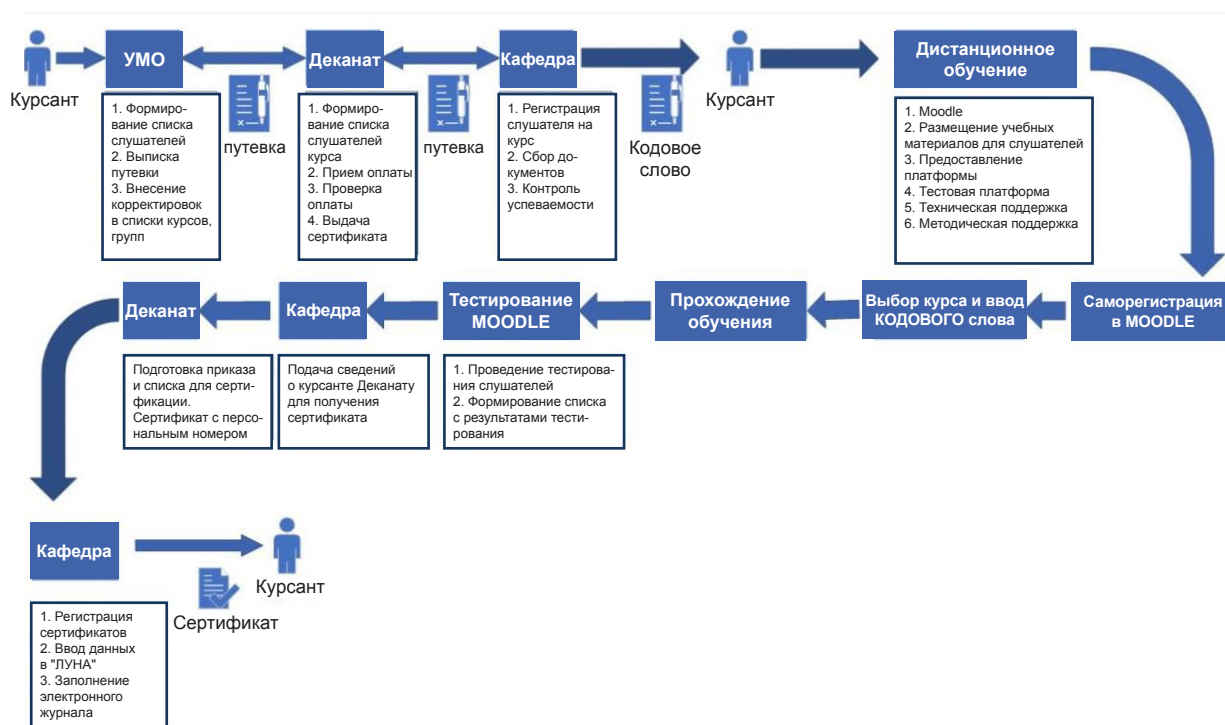 Курсант
УМО
1. Формиро-
вание списка
слушателей
2. Выписка
путевки
3. Внесение
корректировок
в списки курсов,
групп
путевка
Деканат
1. Формиро-
вание списка
слушателей
курса
2. Прием оплаты
3. Проверка
оплаты
4. Выдача
сертификата
путевка
Кафедра
1. Регистрация
слушателя на
курс
2. Сбор до-
кументов
3. Контроль
успеваемости
Кодовое
слово
Курсант
Дистанционное
обучение
1. Moodle
2. Размещение учебных
материалов для слушателей
3. Предоставление
платформы
4. Тестовая платформа
5. Техническая поддержка
6. Методическая поддержка
Саморегистрация
в MOODLE
Выбор курса и ввод
КОДОВОГО слова
Прохождение
обучения
Тестирование
MOODLE
1. Проведение тестирова-
ния слушателей
2. Формирование списка
с результатами тести-
рования
Кафедра
Подача сведений
о курсанте Деканату
для получения
сертификата
Деканат
Подготовка приказа
и списка для серти-
фикации.
Сертификат с персо-
нальным номером
Кафедра
1. Регистрация
сертификатов
2. Ввод данных
в "ЛУНА"
3. Заполнение
электронного
журнала
Сертификат
Курсант